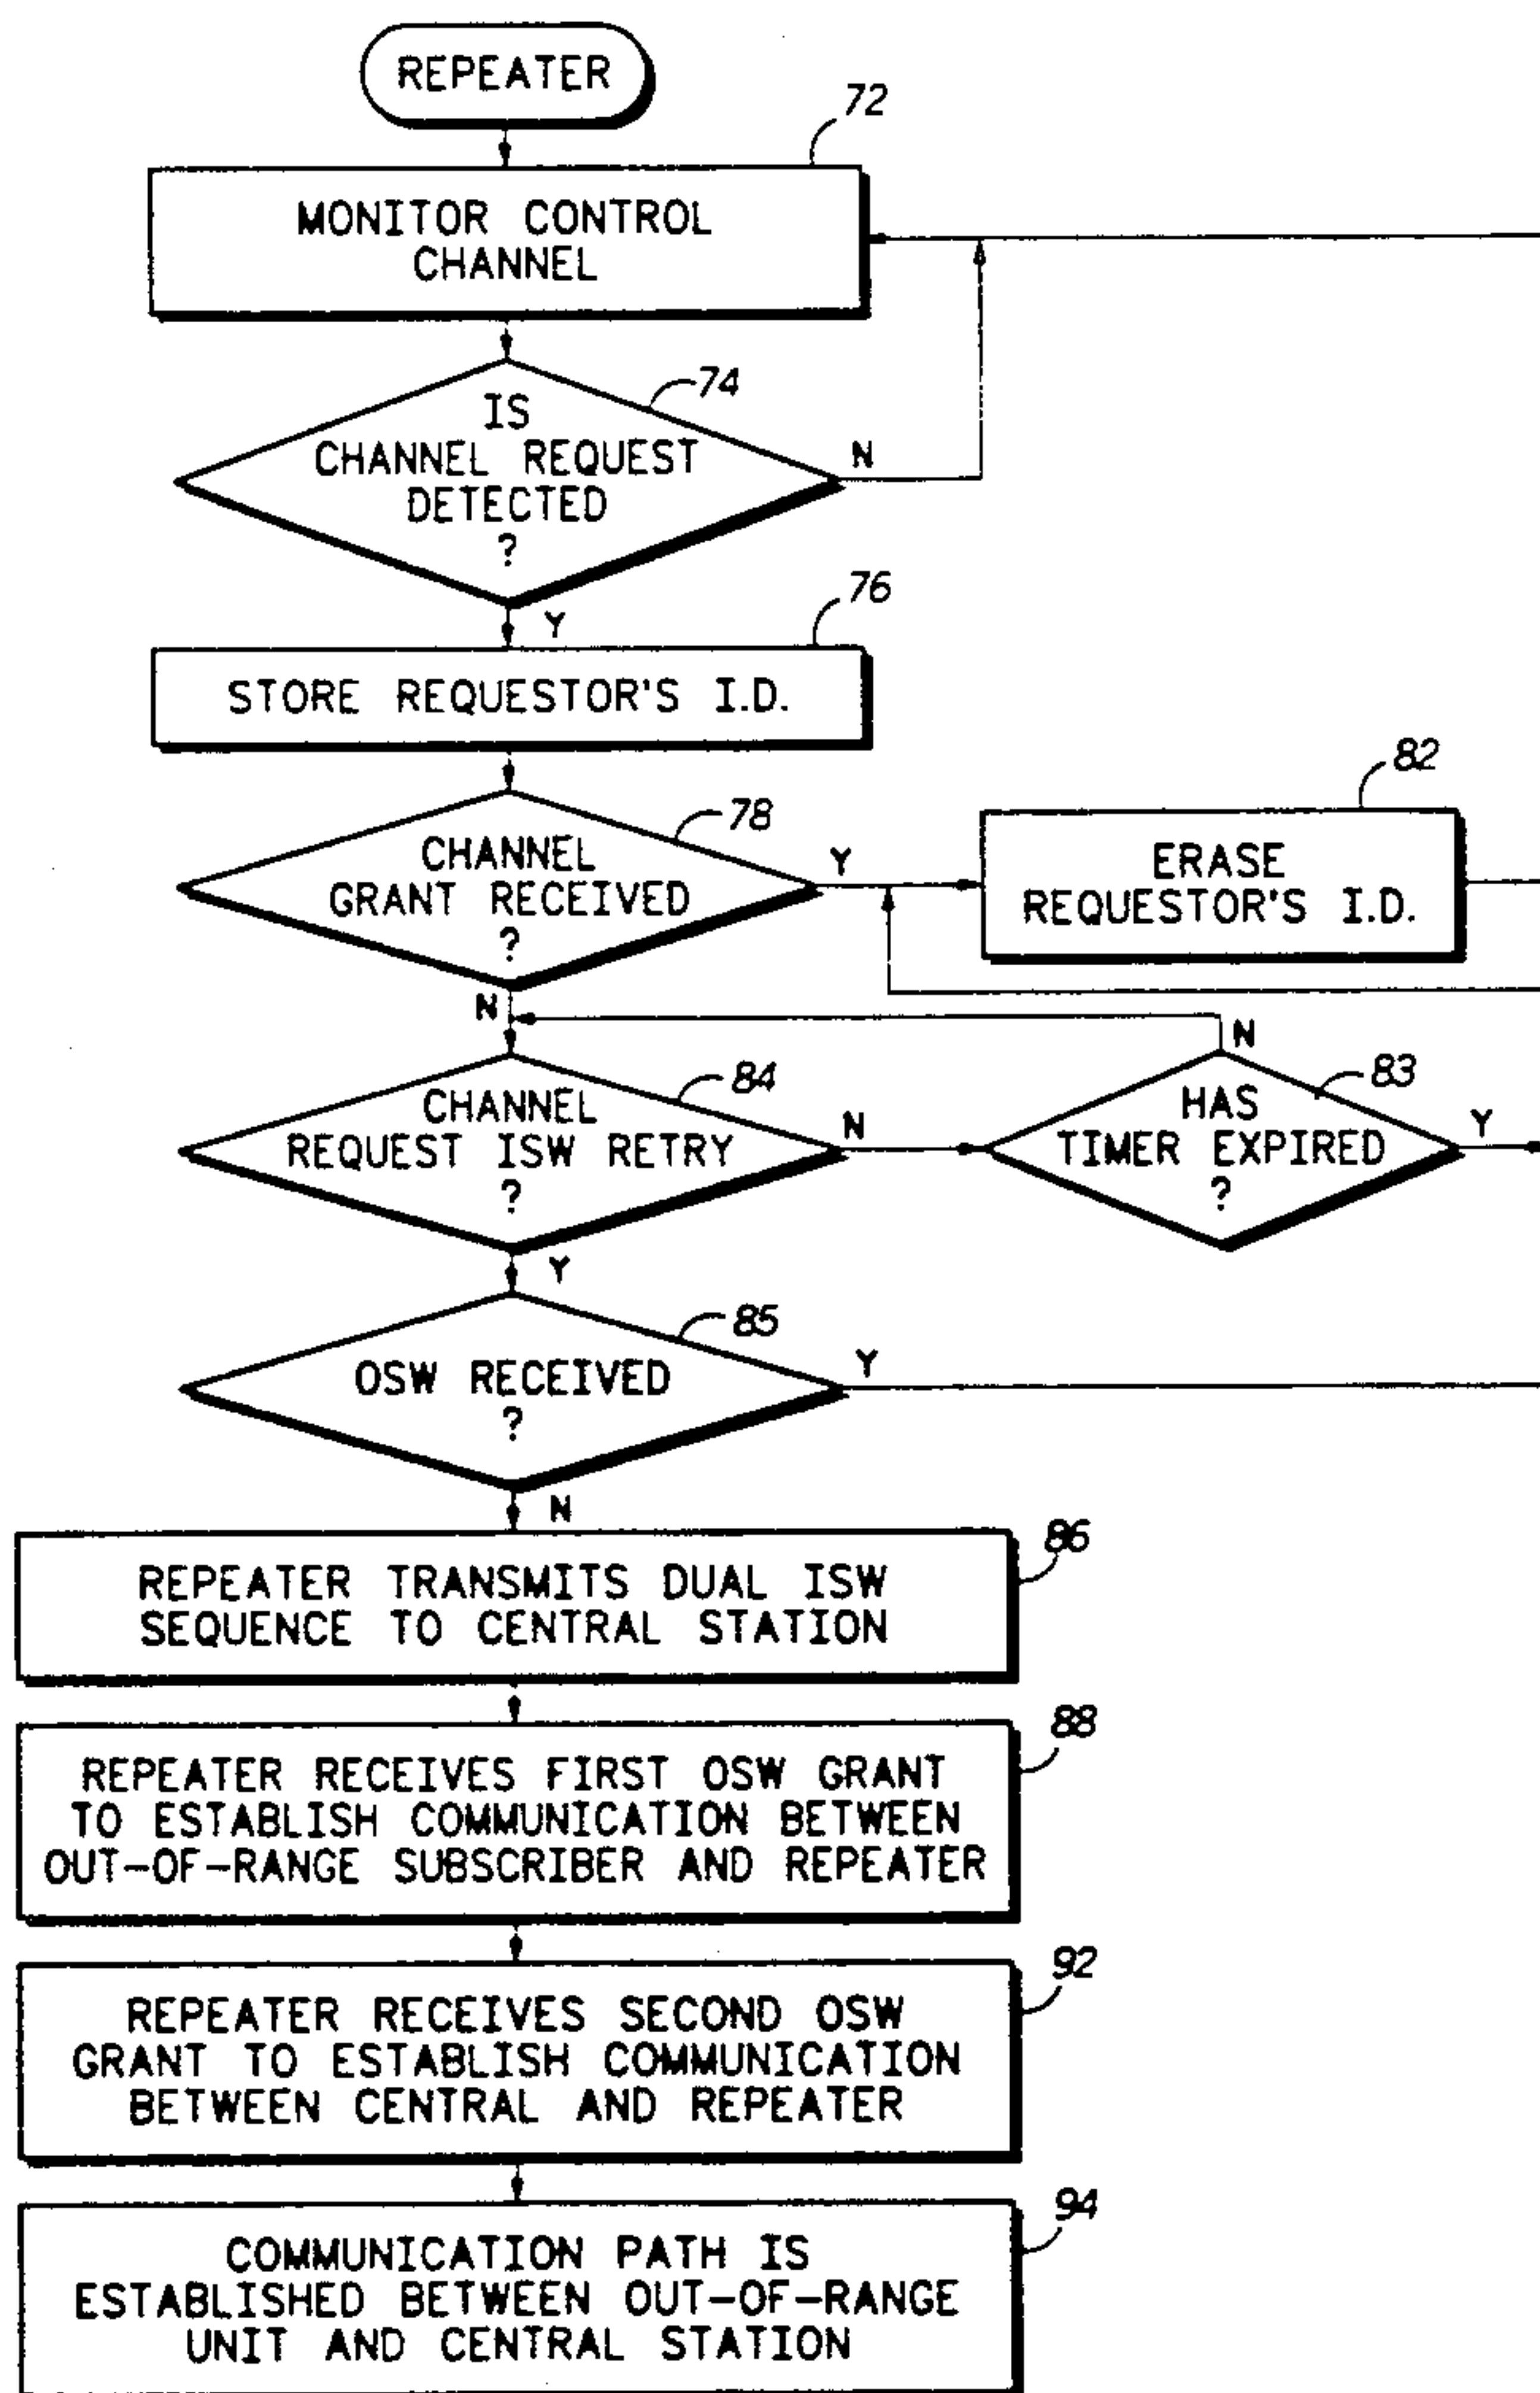 REPEATER
72
MONITOR CONTROL
CHANNEL
74
IS
CHANNEL REQUEST
DETECTED
?
N
Y
76
STORE REQUESTOR'S I.D.
78
CHANNEL
GRANT RECEIVED
?
Y
N
82
ERASE
REQUESTOR'S I.D.
84
CHANNEL
REQUEST ISW RETRY
?
N
Y
83
HAS
TIMER EXPIRED
?
N
Y
85
OSW RECEIVED
?
Y
N
86
REPEATER TRANSMITS DUAL ISW
SEQUENCE TO CENTRAL STATION
88
REPEATER RECEIVES FIRST OSW GRANT
TO ESTABLISH COMMUNICATION BETWEEN
OUT-OF-RANGE SUBSCRIBER AND REPEATER
92
REPEATER RECEIVES SECOND OSW
GRANT TO ESTABLISH COMMUNICATION
BETWEEN CENTRAL AND REPEATER
94
COMMUNICATION PATH IS
ESTABLISHED BETWEEN OUT-OF-RANGE
UNIT AND CENTRAL STATION